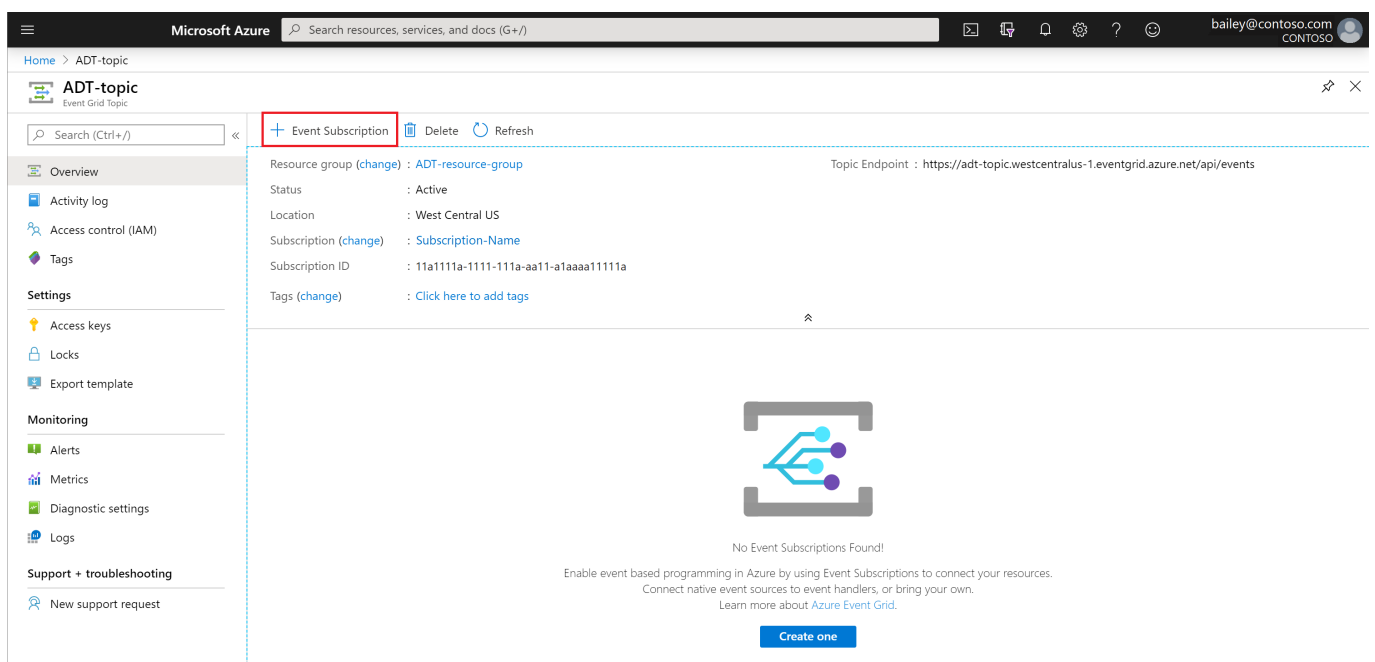 Microsoft Azure
Search resources, services, and docs (G+/)
bailey@contoso.com
CONTOSO
Home > ADT-topic
ADT-topic
Event Grid Topic
Search (Ctrl+/)
«
Overview
Activity log
Access control (IAM)
Tags
Settings
Access keys
Locks
Export template
Monitoring
Alerts
Metrics
Diagnostic settings
Logs
Support + troubleshooting
New support request
+ Event Subscription Delete Refresh
Resource group (change) : ADT-resource-group
Status : Active
Location : West Central US
Subscription (change) : Subscription-Name
Subscription ID : 11a1111a-1111-111a-aa11-a1aaaa11111a
Tags (change) : Click here to add tags
Topic Endpoint : https://adt-topic.westcentralus-1.eventgrid.azure.net/api/events
No Event Subscriptions Found!
Enable event based programming in Azure by using Event Subscriptions to connect your resources.
Connect native event sources to event handlers, or bring your own.
Learn more about Azure Event Grid.
Create one